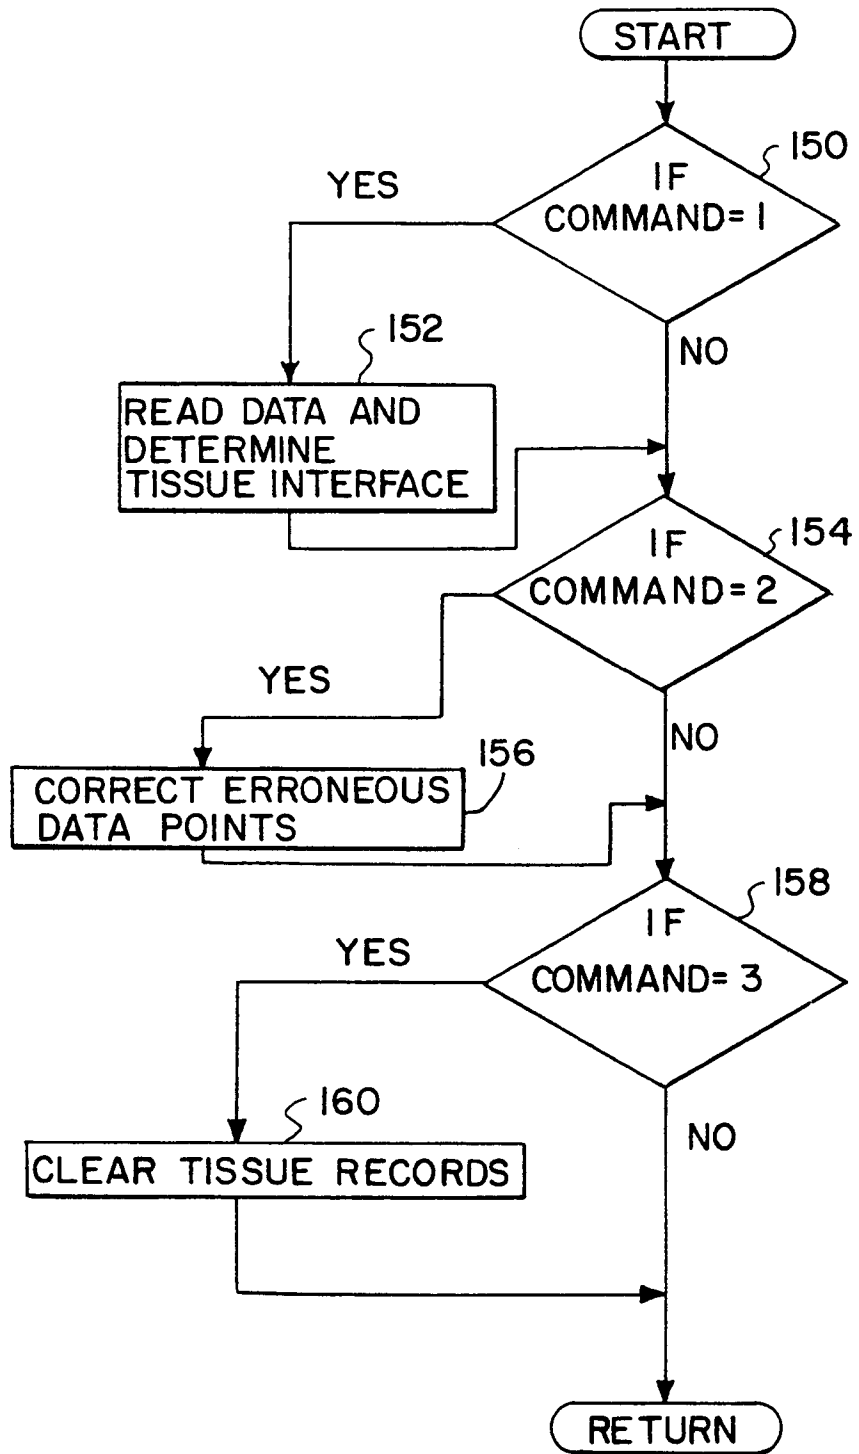 START
150
IF
COMMAND= 1
YES
NO
152
READ DATA AND
DETERMINE
TISSUE INTERFACE
154
IF
COMMAND= 2
YES
NO
156
CORRECT ERRONEOUS
DATA POINTS
158
IF
COMMAND= 3
YES
NO
160
CLEAR TISSUE RECORDS
RETURN